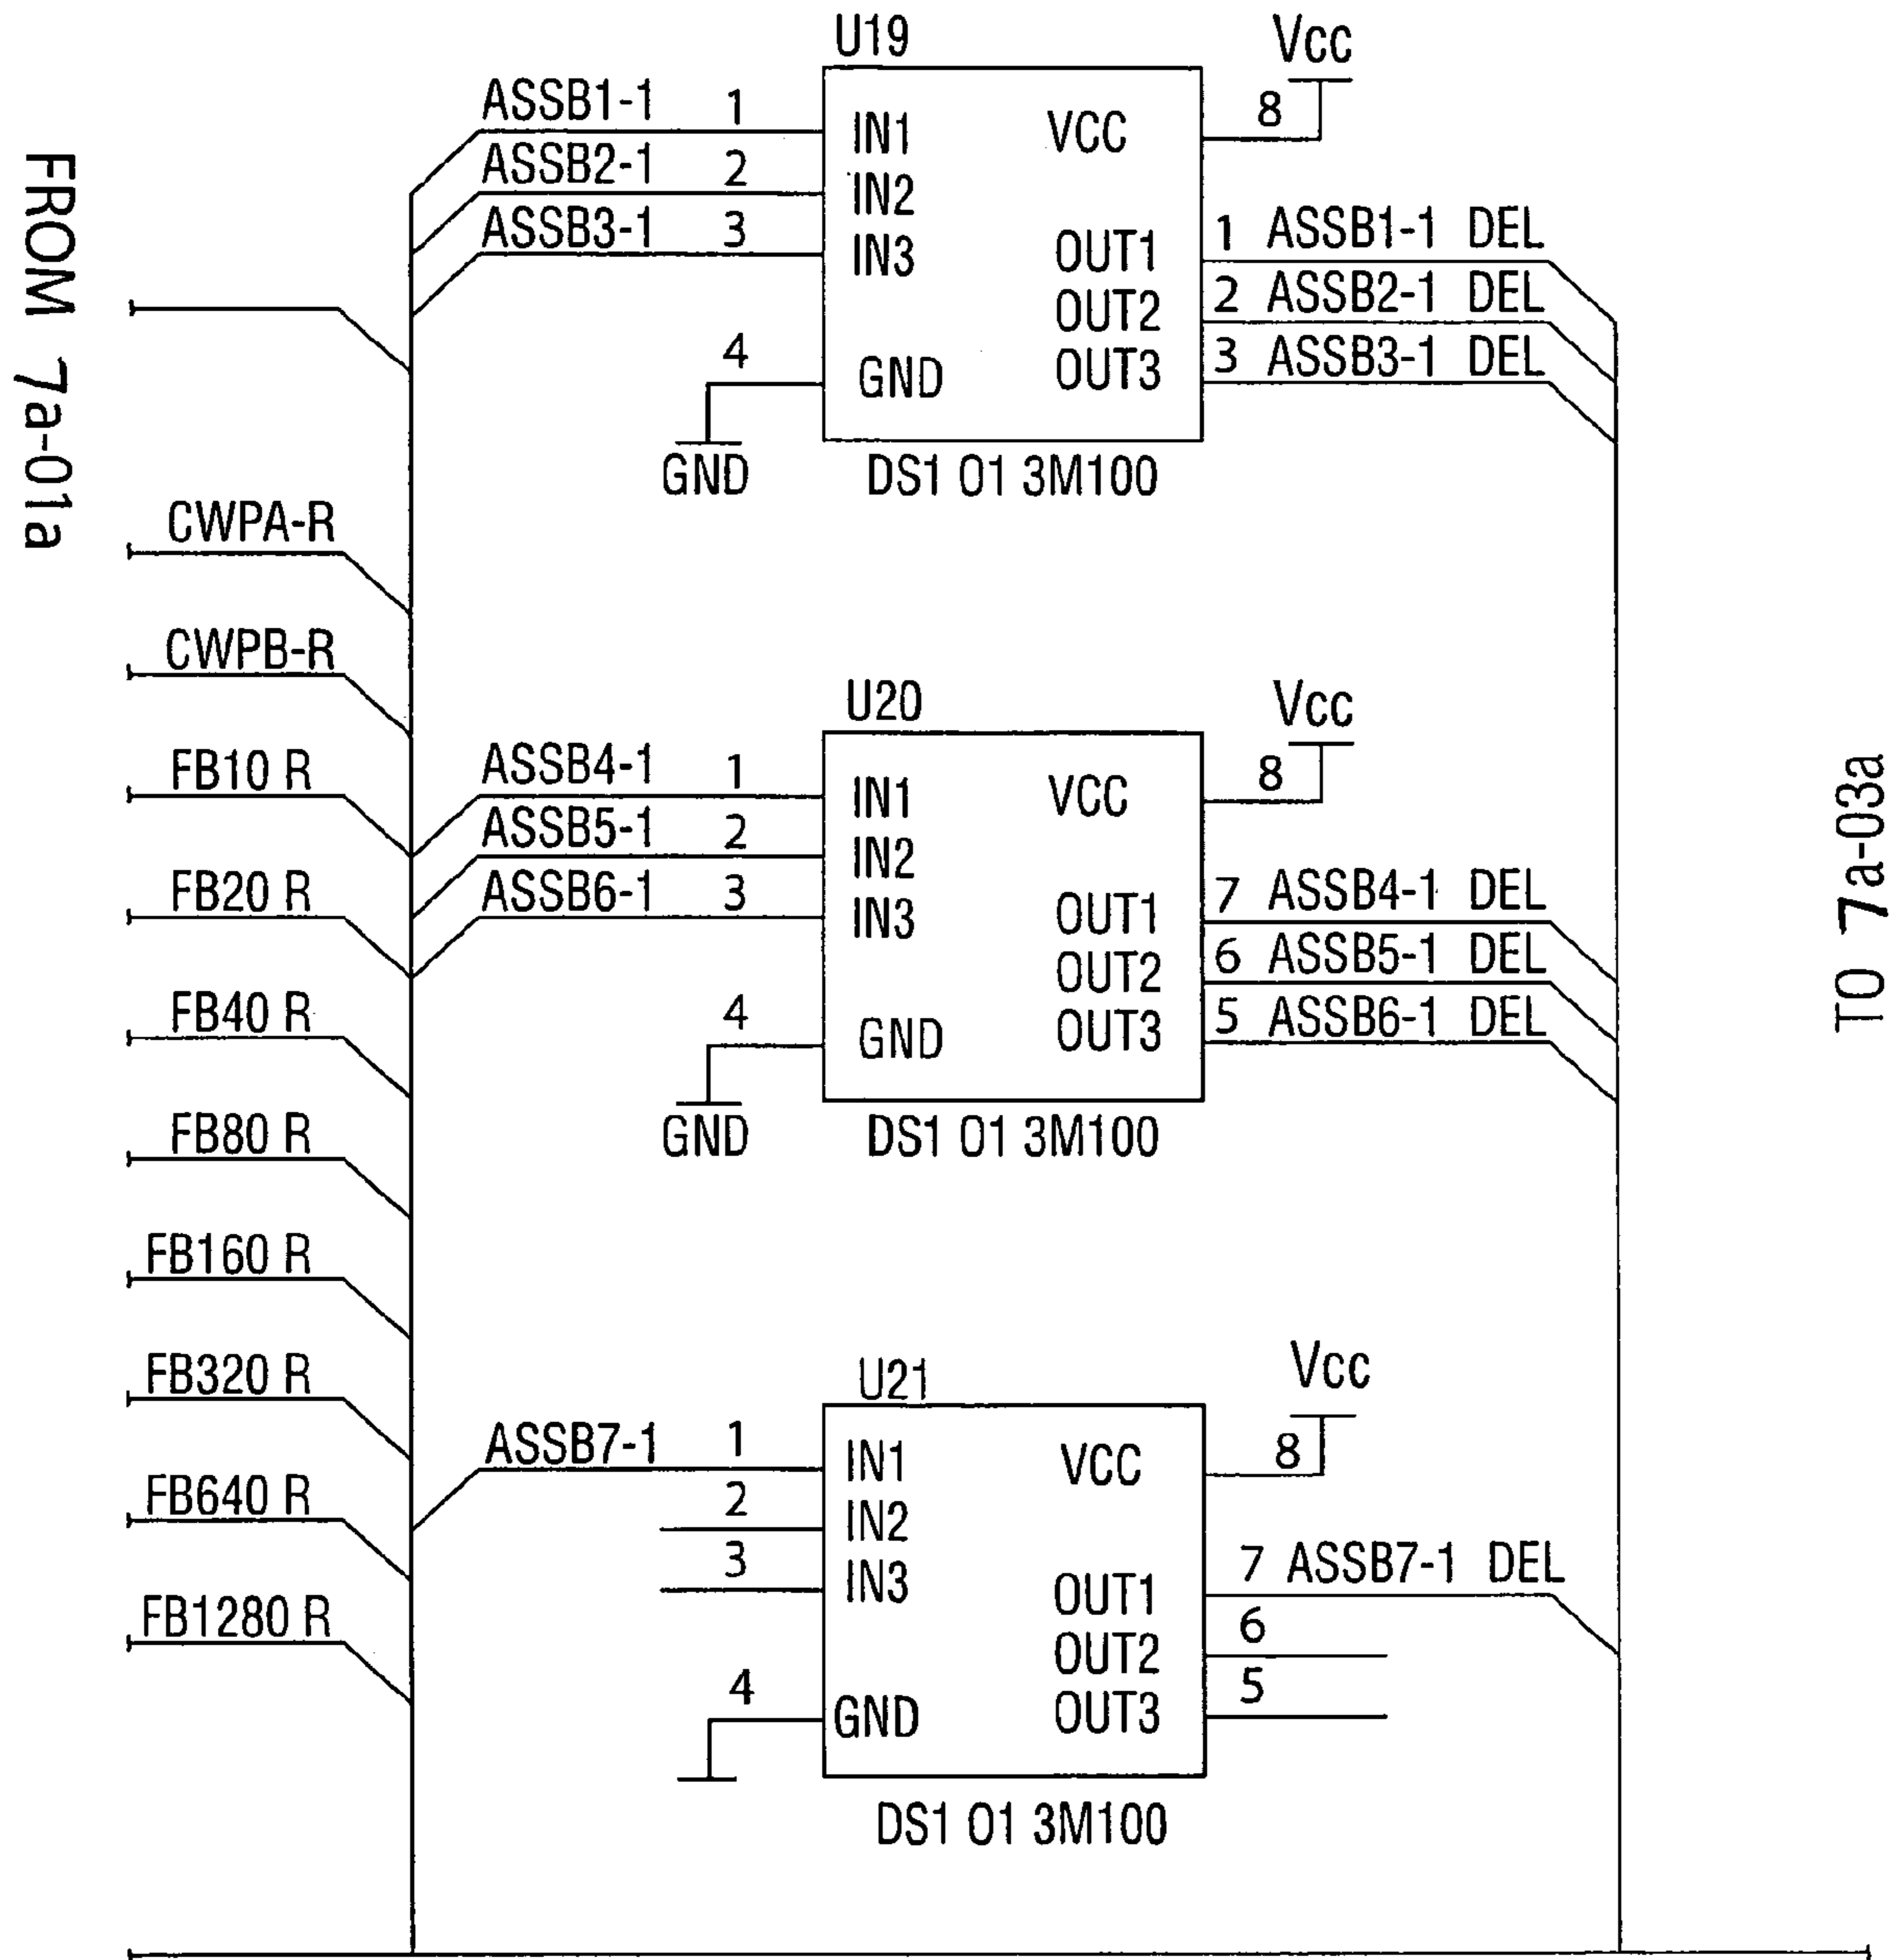 FROM 7a-01a
CWPA-R
CWPB-R
FB10 R
FB20 R
FB40 R
FB80 R
FB160 R
FB320 R
FB640 R
FB1280 R
U19
Vcc
ASSB1-1 1 IN1 VCC 8
ASSB2-1 2 IN2
ASSB3-1 3 IN3
OUT1 1 ASSB1-1 DEL
OUT2 2 ASSB2-1 DEL
4 GND OUT3 3 ASSB3-1 DEL
GND
DS1 01 3M100
U20
Vcc
ASSB4-1 1 IN1 VCC 8
ASSB5-1 2 IN2
ASSB6-1 3 IN3
OUT1 7 ASSB4-1 DEL
OUT2 6 ASSB5-1 DEL
4 GND OUT3 5 ASSB6-1 DEL
GND
DS1 01 3M100
U21
Vcc
ASSB7-1 1 IN1 VCC 8
2 IN2
3 IN3
OUT1 7 ASSB7-1 DEL
OUT2 6
4 GND OUT3 5
DS1 01 3M100
TO 7a-03a